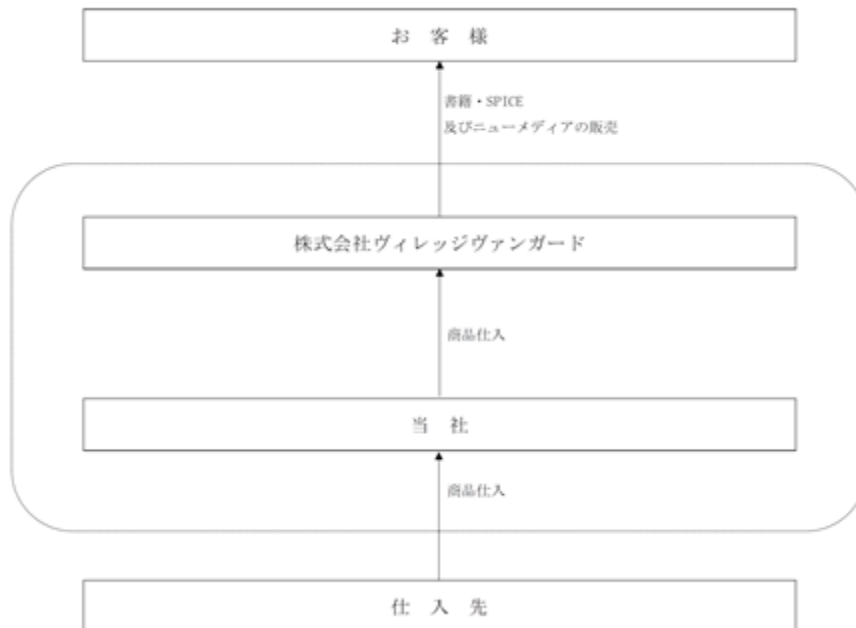 お 客 様
書籍・SPICE
及びニューメディアの販売
株式会社ヴィレッジヴァンガード
商品仕入
当 社
商品仕入
仕 入 先